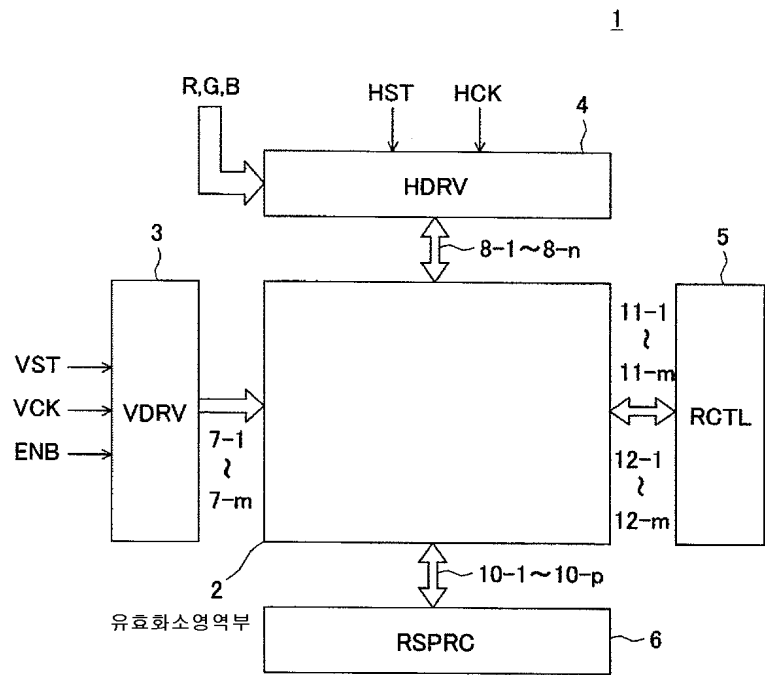 1
R,G,B
HST
HCK
4
HDRV
8-1～8-n
3
5
VST
VCK
ENB
VDRV
7-1
～
7-m
11-1
～
11-m
12-1
～
12-m
RCTL
2
유효화소영역부
10-1～10-p
RSPRC
6